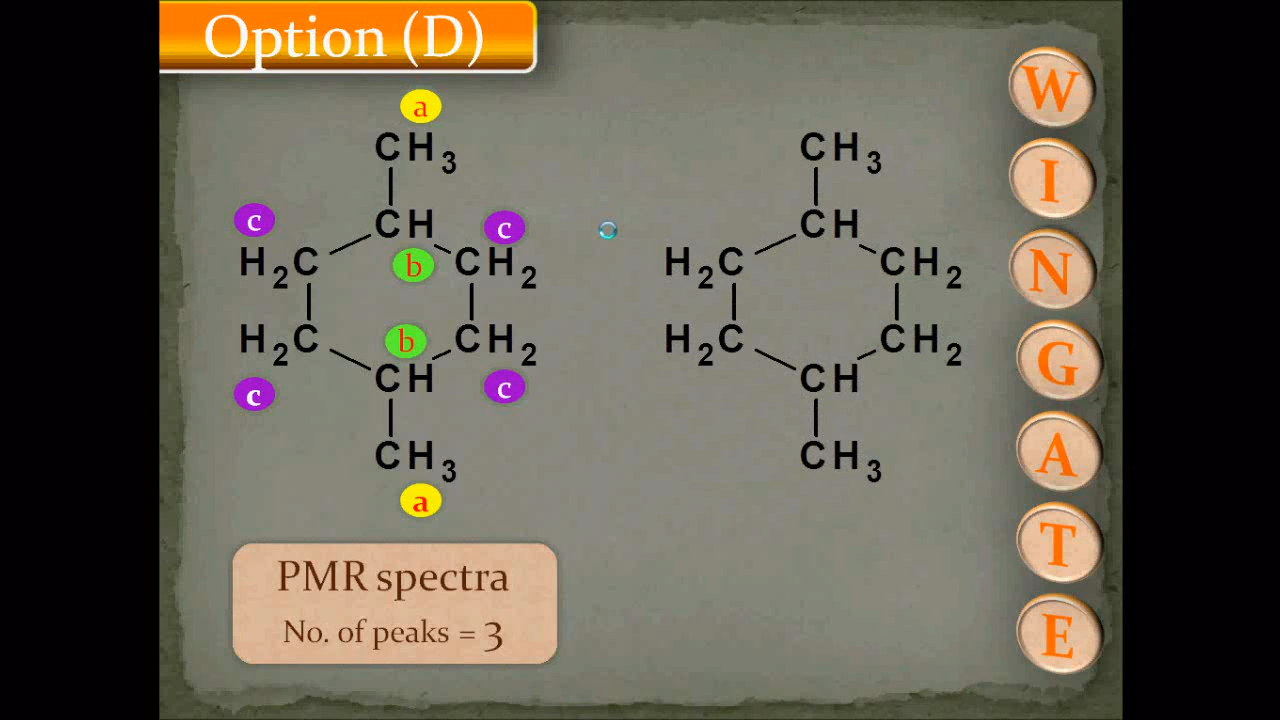 Option (D)
a
CH3
CH3
c
CH
c
CH
H2C
b
CH2
H2C
CH2
H2C
b
CH2
H2C
CH2
c
CH
c
CH
CH3
CH3
a
PMR spectra
No. of peaks = 3
W
I
N
G
A
T
E